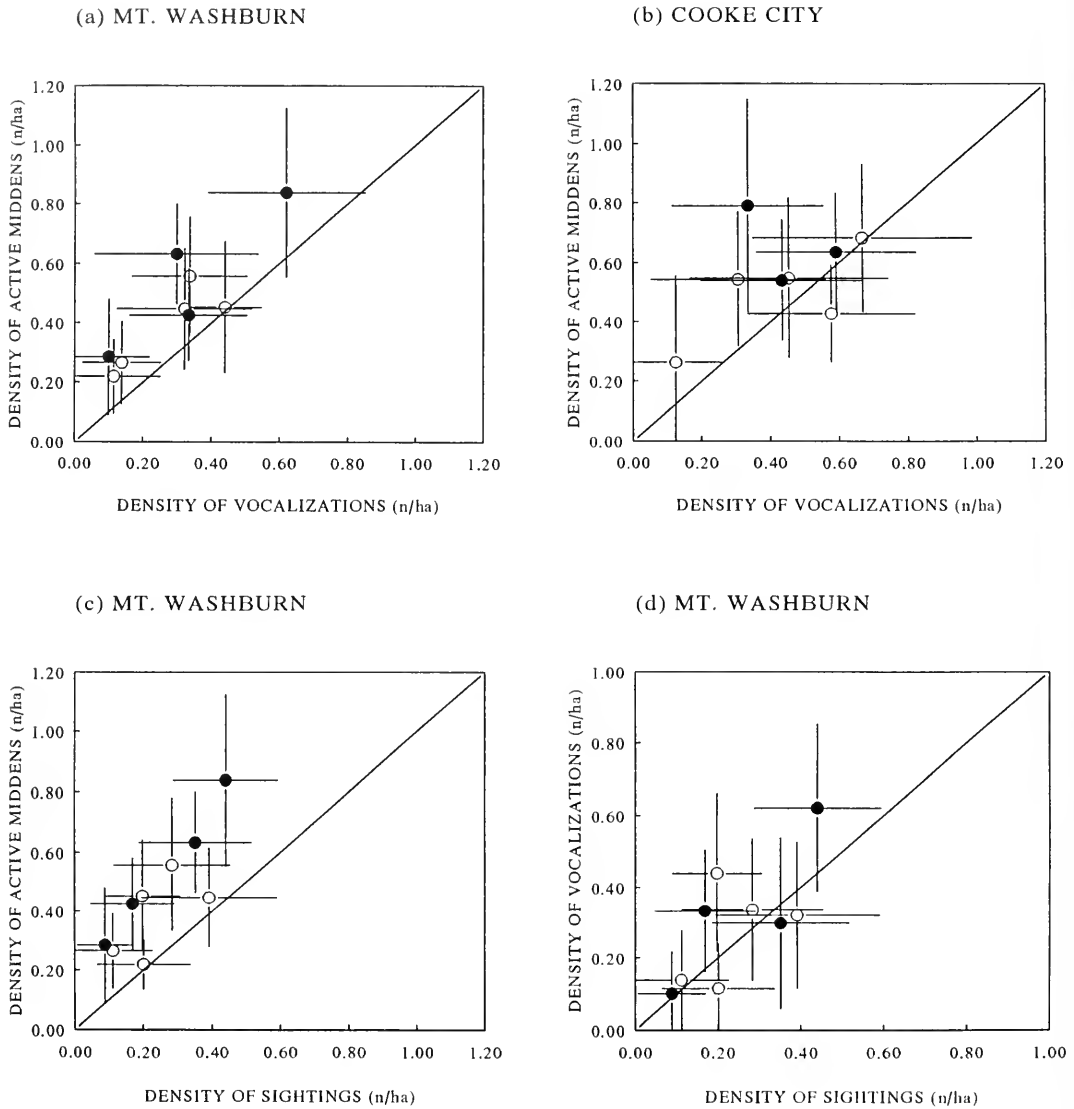 (a) MT. WASHBURN
DENSITY OF ACTIVE MIDDENS (n/ha)
1.20
1.00
0.80
0.60
0.40
0.20
0.00
0.00 0.20 0.40 0.60 0.80 1.00 1.20
DENSITY OF VOCALIZATIONS (n/ha)
(b) COOKE CITY
DENSITY OF ACTIVE MIDDENS (n/ha)
1.20
1.00
0.80
0.60
0.40
0.20
0.00
0.00 0.20 0.40 0.60 0.80 1.00 1.20
DENSITY OF VOCALIZATIONS (n/ha)
(c) MT. WASHBURN
DENSITY OF ACTIVE MIDDENS (n/ha)
1.20
1.00
0.80
0.60
0.40
0.20
0.00
0.00 0.20 0.40 0.60 0.80 1.00 1.20
DENSITY OF SIGHTINGS (n/ha)
(d) MT. WASHBURN
DENSITY OF VOCALIZATIONS (n/ha)
1.00
0.80
0.60
0.40
0.20
0.00
0.00 0.20 0.40 0.60 0.80 1.00
DENSITY OF SIGHTINGS (n/ha)